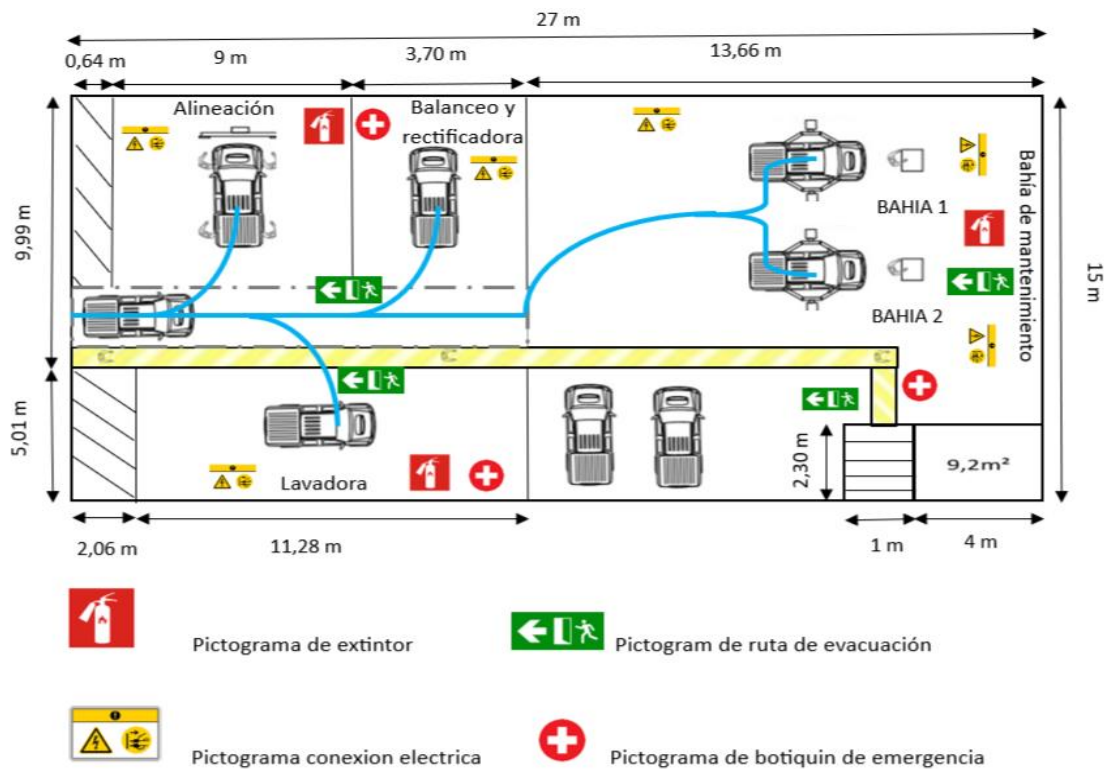 27 m
0,64 m
9 m
3,70 m
13,66 m
Alineación
Balanceo y
rectificadora
9,99 m
BAHIA 1
BAHIA 2
Bahía de mantenimiento
15 m
5,01 m
Lavadora
2,30 m
9,2m²
2,06 m
11,28 m
1 m
4 m
Pictograma de extintor
Pictogram de ruta de evacuación
Pictograma conexion electrica
Pictograma de botiquin de emergencia